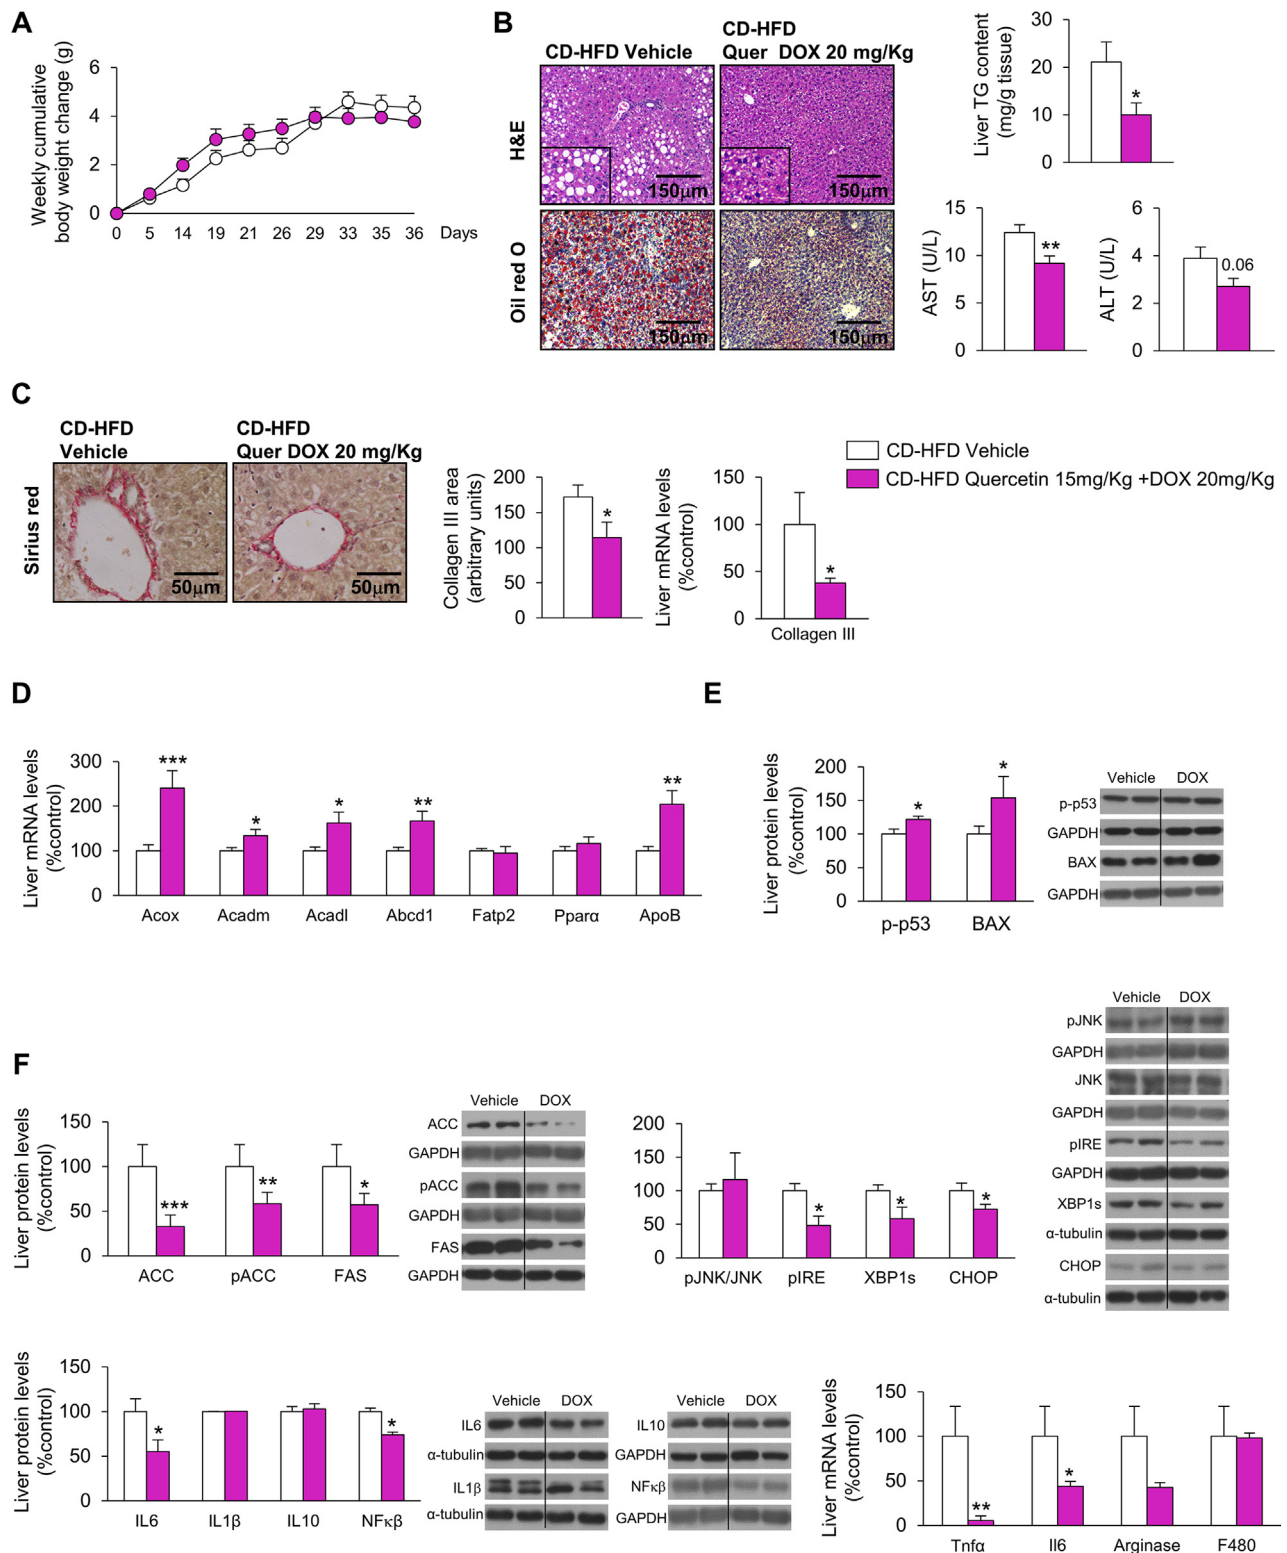 A
Weekly cumulative
body weight change (g)
6
4
2
0
0 5 14 19 21 26 29 33 35 36 Days
B
CD-HFD Vehicle
CD-HFD
Quer DOX 20 mg/Kg
H&E
150µm
150µm
Oil red O
150µm
150µm
Liver TG content
(mg/g tissue)
30
20
10
0
*
AST (U/L)
15
10
5
0
**
ALT (U/L)
6
4
2
0
0.06
C
CD-HFD
Vehicle
CD-HFD
Quer DOX 20 mg/Kg
Sirius red
50µm
50µm
Collagen III area
(arbitrary units)
200
150
100
50
0
*
Liver mRNA levels
(%control)
150
100
50
0
*
Collagen III
CD-HFD Vehicle
CD-HFD Quercetin 15mg/Kg +DOX 20mg/Kg
D
Liver mRNA levels
(%control)
300
200
100
0
*** * * ** **
Acox Acadm Acadl Abcd1 Fatp2 Pparα ApoB
E
Liver protein levels
(%control)
200
150
100
50
0
* *
p-p53 BAX
Vehicle DOX
p-p53
GAPDH
BAX
GAPDH
F
Liver protein levels
(%control)
150
100
50
0
*** ** *
ACC pACC FAS
Vehicle DOX
ACC
GAPDH
pACC
GAPDH
FAS
GAPDH
200
150
100
50
0
* * *
pJNK/JNK pIRE XBP1s CHOP
Vehicle DOX
pJNK
GAPDH
JNK
GAPDH
pIRE
GAPDH
XBP1s
α-tubulin
CHOP
α-tubulin
Liver protein levels
(%control)
150
100
50
0
* *
IL6 IL1β IL10 NFκβ
Vehicle DOX
IL6
α-tubulin
IL1β
α-tubulin
Vehicle DOX
IL10
GAPDH
NFκβ
GAPDH
Liver mRNA levels
(%control)
150
100
50
0
** *
Tnfα Il6 Arginase F480